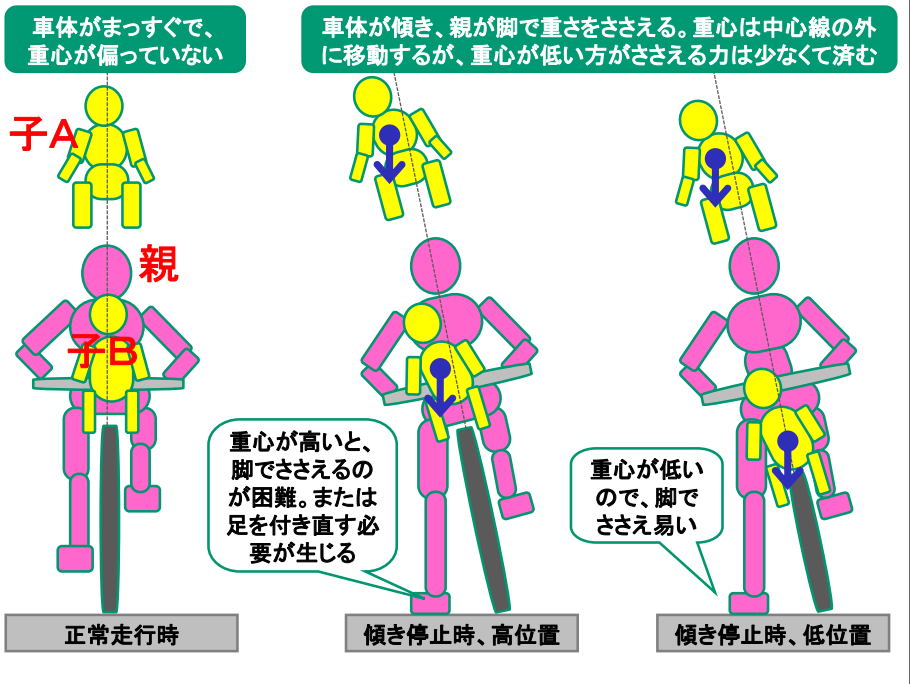 車体がまっすぐで、
重心が偏っていない
車体が傾き、親が脚で重さをささえる。重心は中心線の外
に移動するが、重心が低い方がささえる力は少なくて済む
子A
親
子B
重心が高いと、
脚でささえるの
が困難。または
足を付き直す必
要が生じる
重心が低い
ので、脚で
ささえ易い
正常走行時
傾き停止時、高位置
傾き停止時、低位置